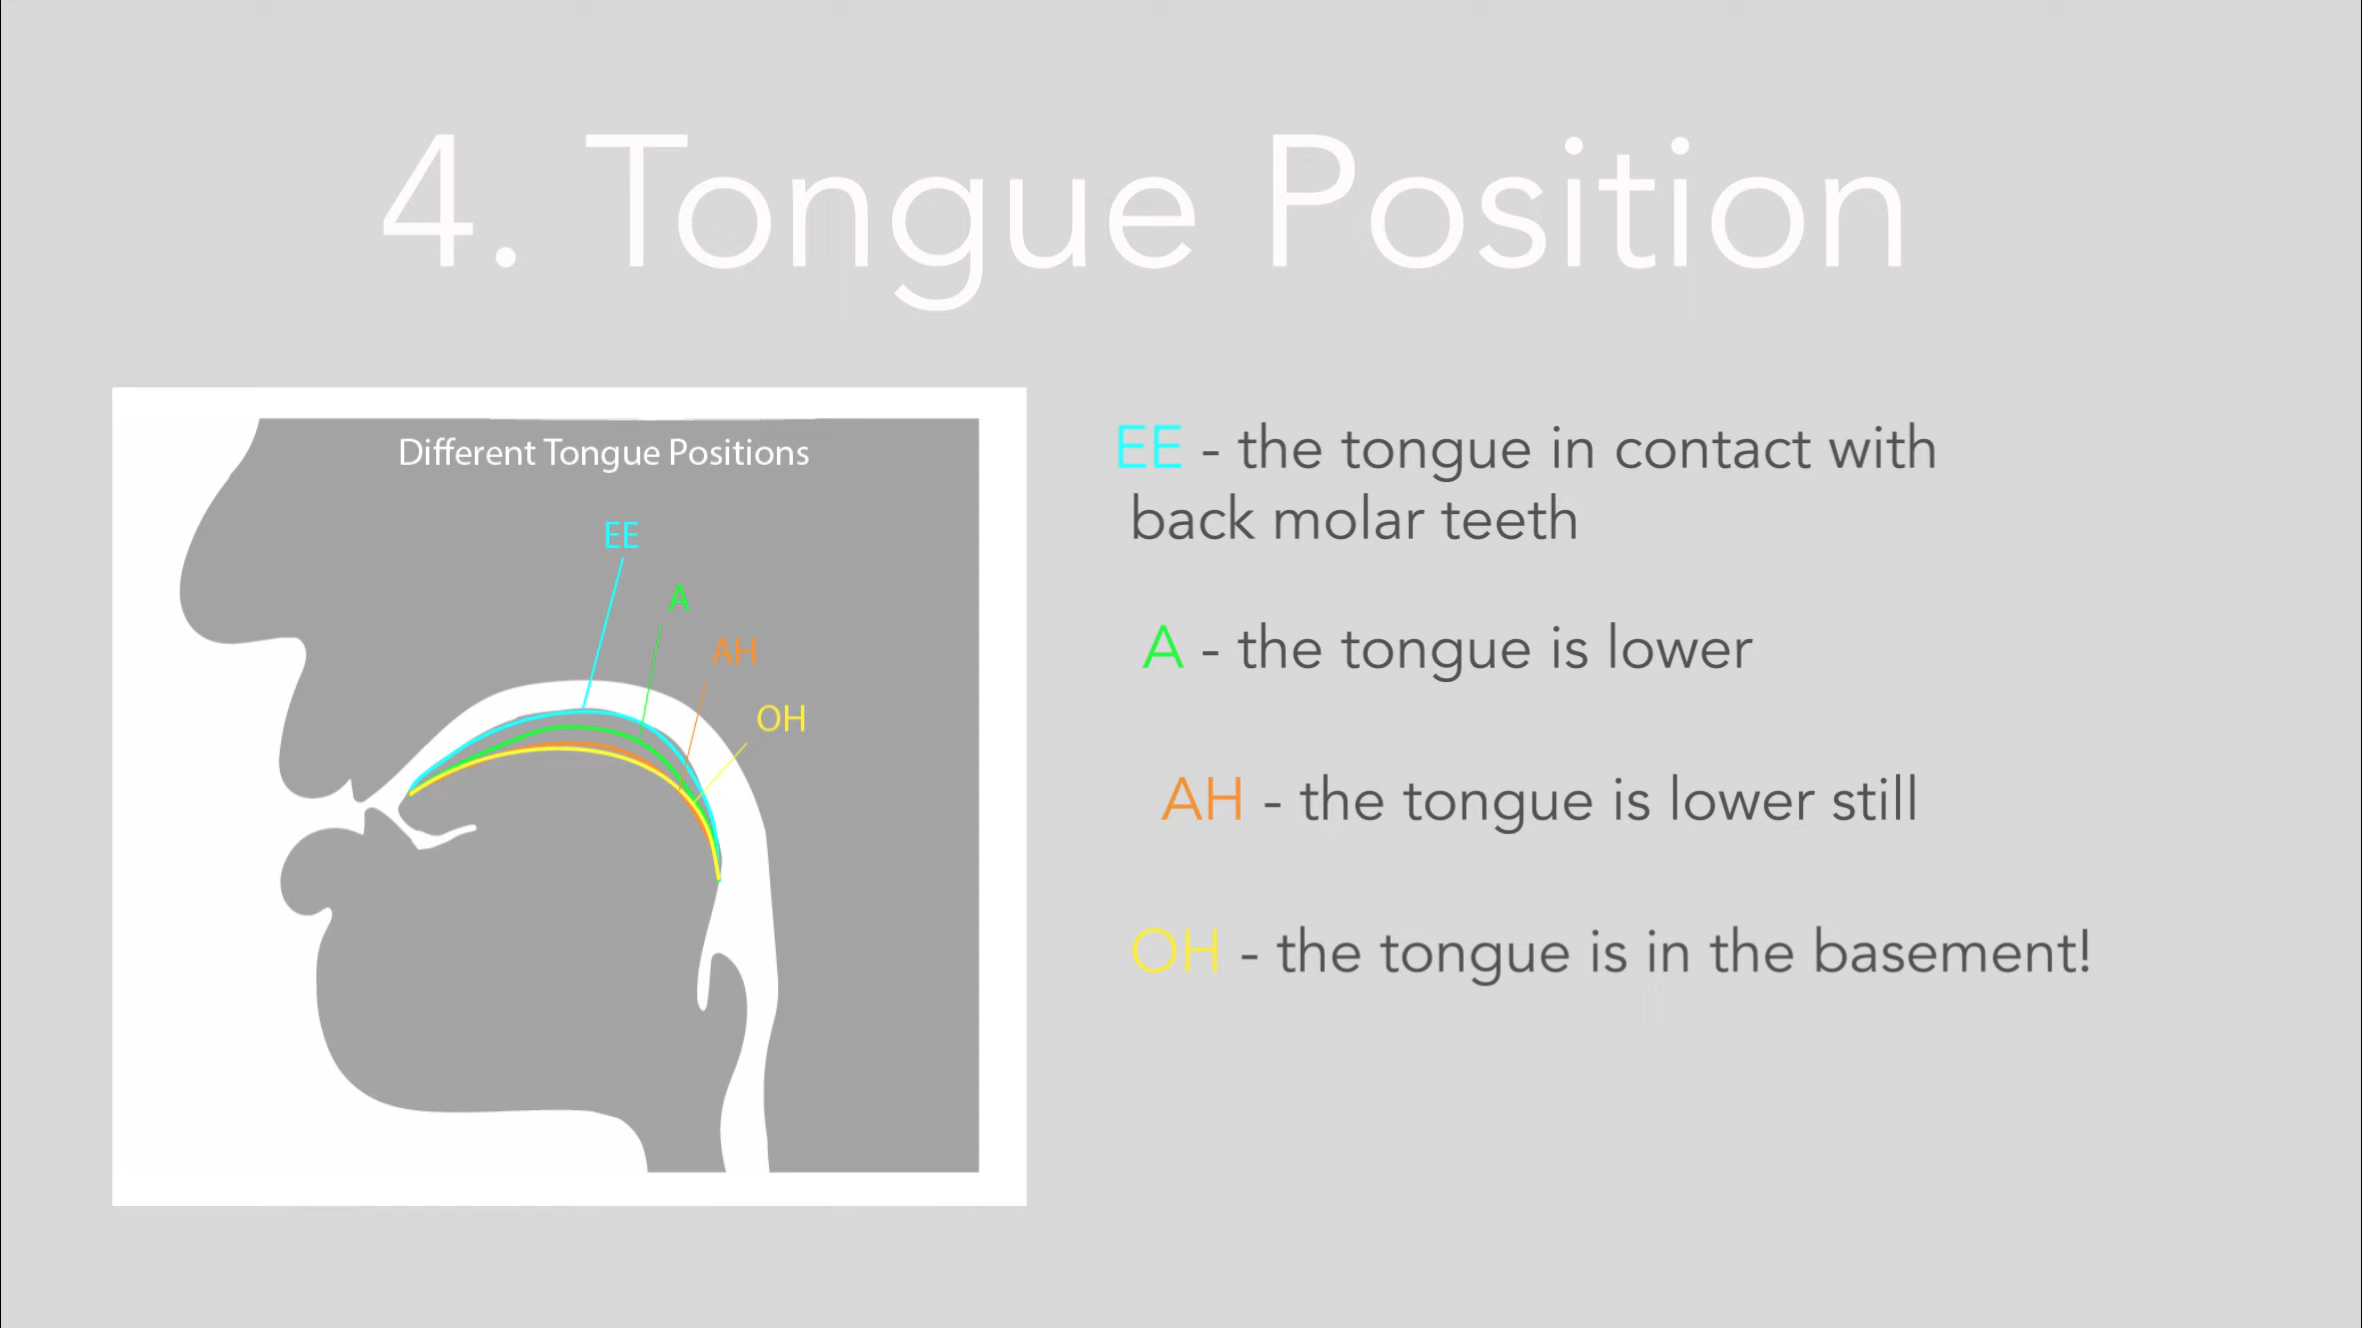 4. Tongue Position
Different Tongue Positions
EE
A
AH
OH
EE - the tongue in contact with
back molar teeth
A - the tongue is lower
AH - the tongue is lower still
OH - the tongue is in the basement!